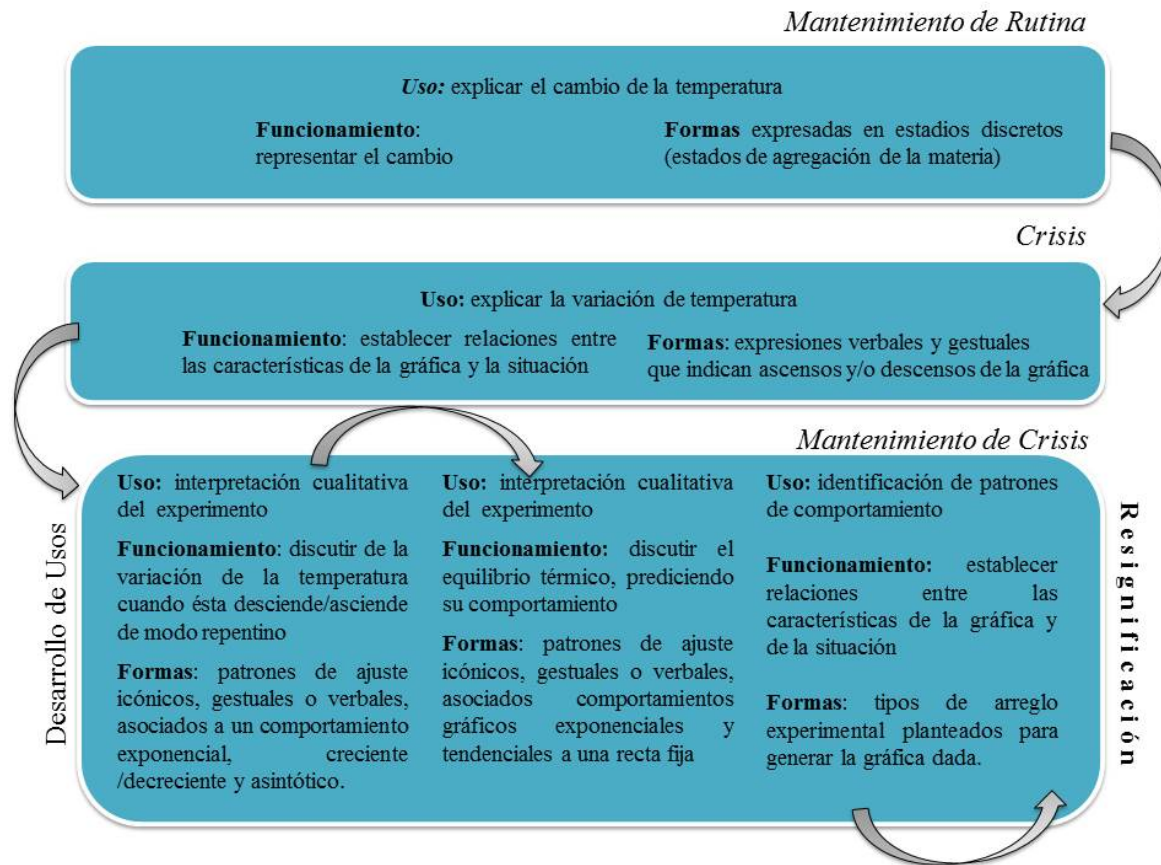 Mantenimiento de Rutina
Uso: explicar el cambio de la temperatura
Funcionamiento:
representar el cambio
Formas expresadas en estadios discretos
(estados de agregación de la materia)
Crisis
Uso: explicar la variación de temperatura
Funcionamiento: establecer relaciones entre
las características de la gráfica y la situación
Formas: expresiones verbales y gestuales
que indican ascensos y/o descensos de la gráfica
Mantenimiento de Crisis
Desarrollo de Usos
Uso: interpretación cualitativa
del experimento
Funcionamiento: discutir de la
variación de la temperatura
cuando ésta desciende/asciende
de modo repentino
Formas: patrones de ajuste
icónicos, gestuales o verbales,
asociados a un comportamiento
exponencial, creciente
/decreciente y asintótico.
Uso: interpretación cualitativa
del experimento
Funcionamiento: discutir el
equilibrio térmico, prediciendo
su comportamiento
Formas: patrones de ajuste
icónicos, gestuales o verbales,
asociados comportamientos
gráficos exponenciales y
tendenciales a una recta fija
Uso: identificación de patrones
de comportamiento
Funcionamiento: establecer
relaciones entre las
características de la gráfica y
de la situación
Formas: tipos de arreglo
experimental planteados para
generar la gráfica dada.
Resignificación